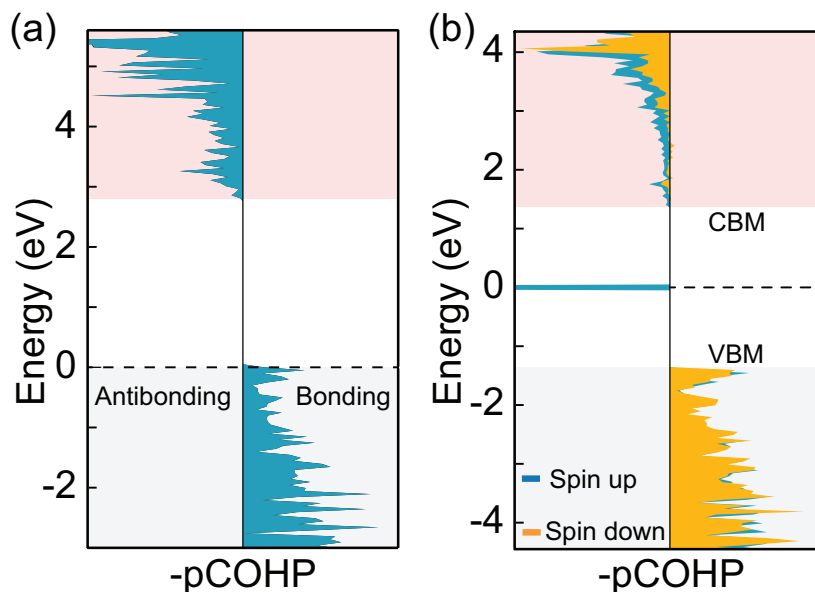 (a)
Energy (eV)
4
2
0
-2
Antibonding
Bonding
-pCOHP
(b)
Energy (eV)
4
2
0
-2
-4
CBM
VBM
Spin up
Spin down
-pCOHP